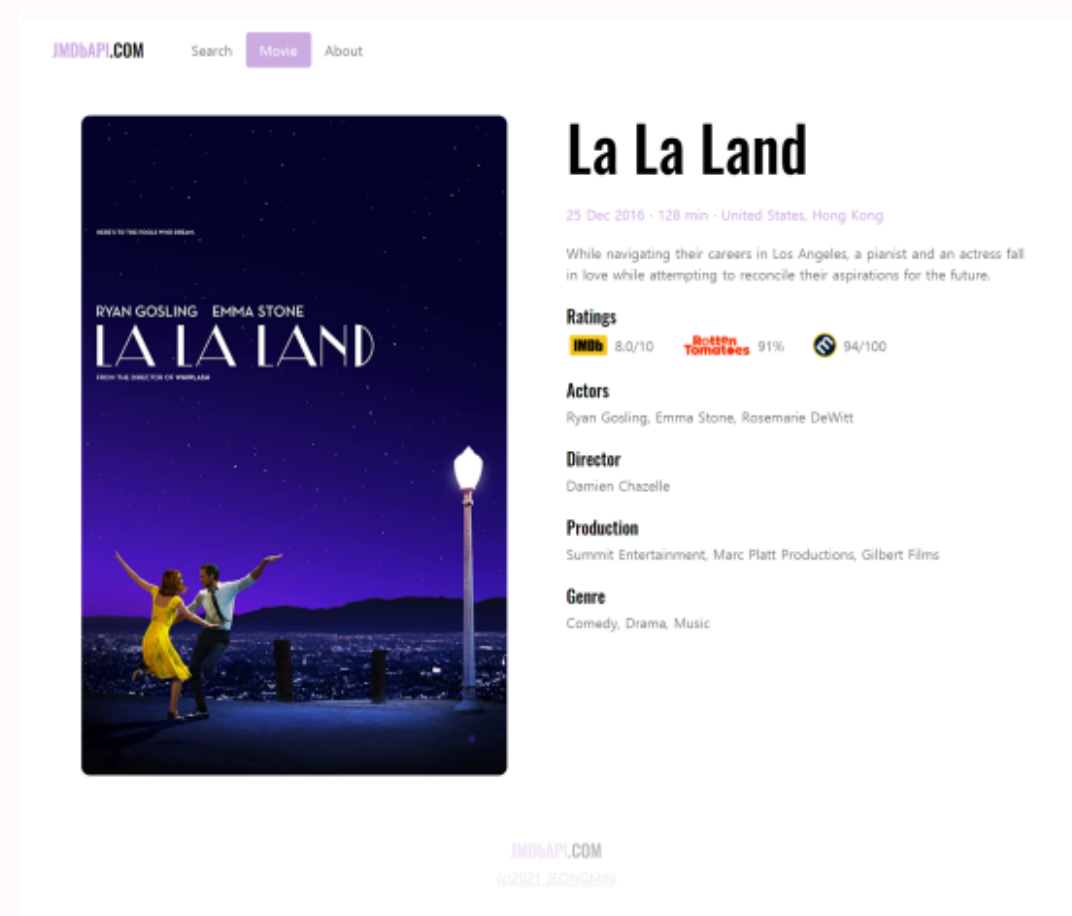 JMDbAPI.COM
Search Movie About
HERE'S TO THE FOOLS WHO DREAM.
RYAN GOSLING EMMA STONE
LA LA LAND
FROM THE DIRECTOR OF WHIPLASH
La La Land
25 Dec 2016 · 128 min · United States, Hong Kong
While navigating their careers in Los Angeles, a pianist and an actress fall
in love while attempting to reconcile their aspirations for the future.
Ratings
IMDb 8.0/10 Rotten Tomatoes 91% m 94/100
Actors
Ryan Gosling, Emma Stone, Rosemarie DeWitt
Director
Damien Chazelle
Production
Summit Entertainment, Marc Platt Productions, Gilbert Films
Genre
Comedy, Drama, Music
JMDbAPI.COM
(c)2021 JEONGMIN